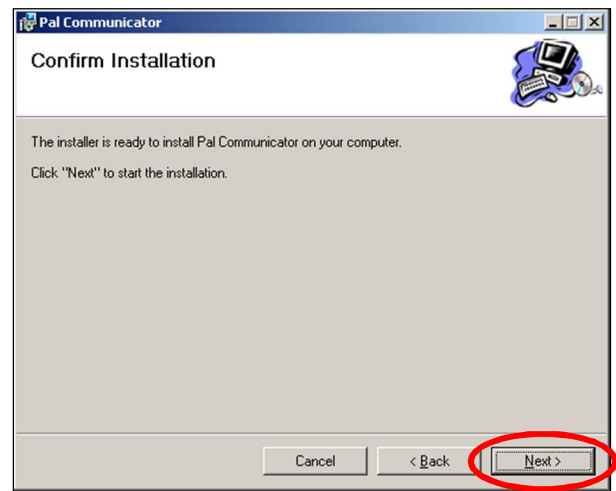 Pal Communicator
Confirm Installation
The installer is ready to install Pal Communicator on your computer.
Click "Next" to start the installation.
Cancel
< Back
Next >